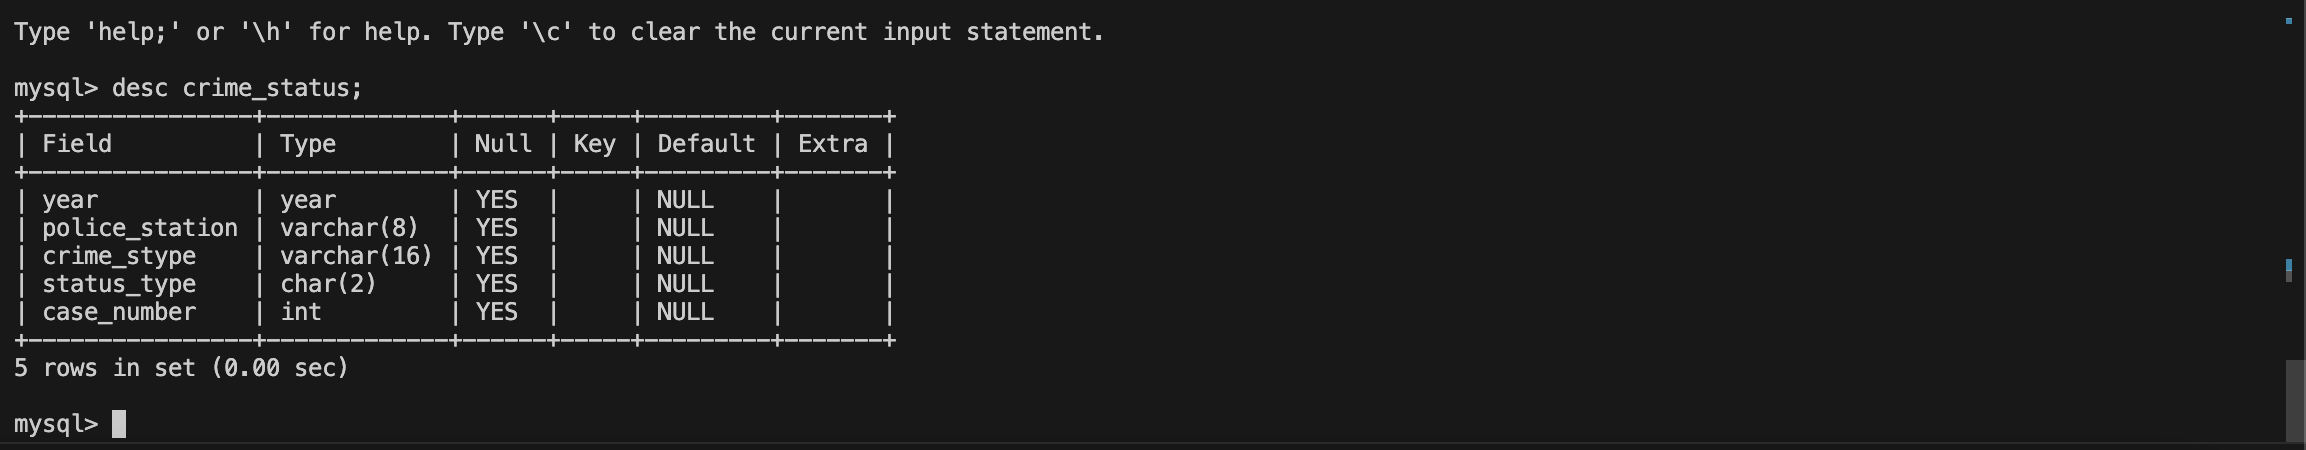 Type 'help;' or '\h' for help. Type '\c' to clear the current input statement.
mysql> desc crime_status;
+----------------+-------------+------+-----+---------+-------+
| Field          | Type        | Null | Key | Default | Extra |
+----------------+-------------+------+-----+---------+-------+
| year           | year        | YES  |     | NULL    |       |
| police_station | varchar(8)  | YES  |     | NULL    |       |
| crime_stype    | varchar(16) | YES  |     | NULL    |       |
| status_type    | char(2)     | YES  |     | NULL    |       |
| case_number    | int         | YES  |     | NULL    |       |
+----------------+-------------+------+-----+---------+-------+
5 rows in set (0.00 sec)
mysql>